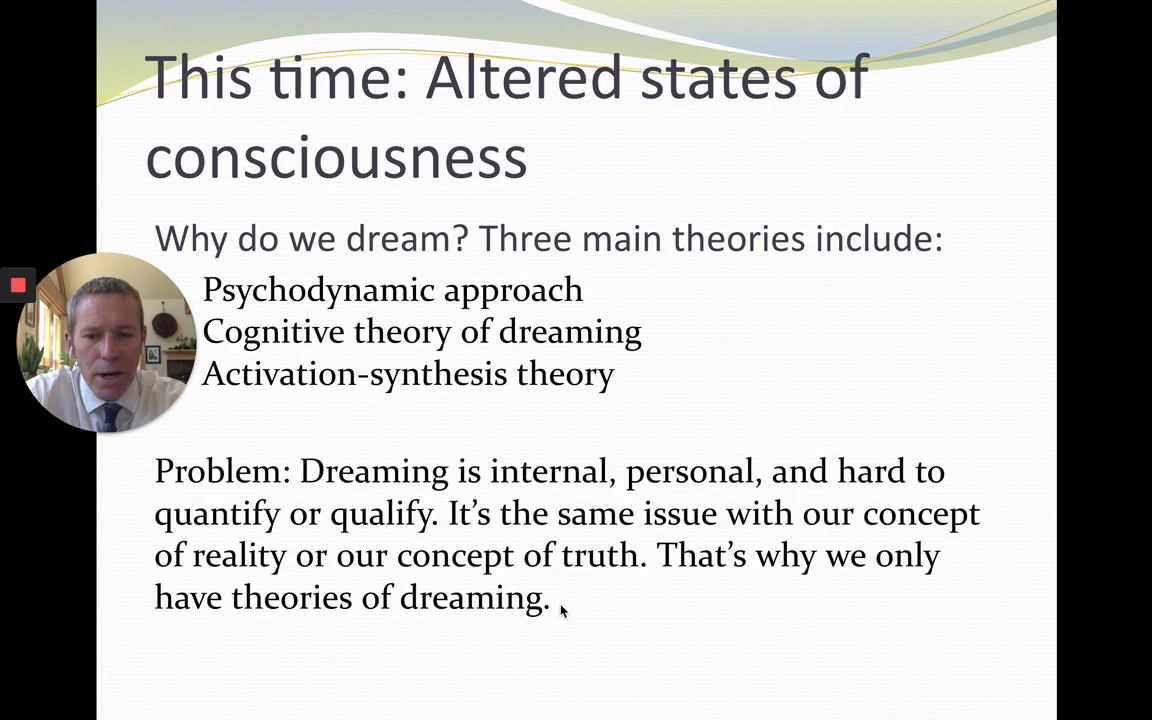 This time: Altered states of
consciousness
Why do we dream? Three main theories include:
Psychodynamic approach
Cognitive theory of dreaming
Activation-synthesis theory
Problem: Dreaming is internal, personal, and hard to
quantify or qualify. It’s the same issue with our concept
of reality or our concept of truth. That’s why we only
have theories of dreaming.